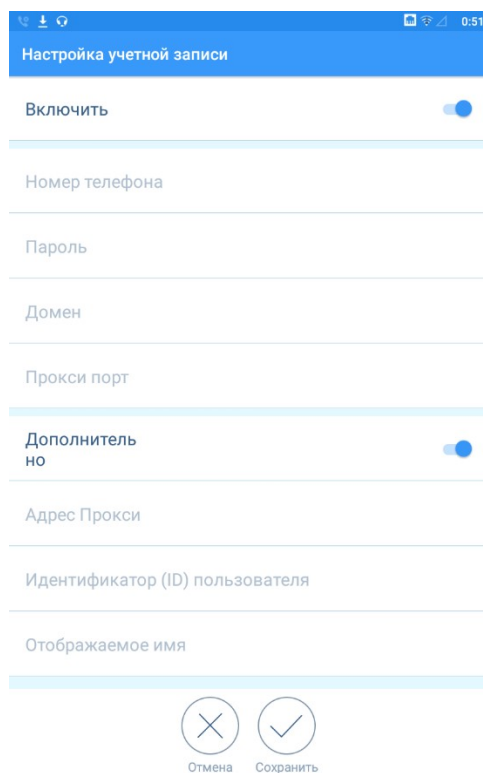 0:51
Настройка учетной записи
Включить
Номер телефона
Пароль
Домен
Прокси порт
Дополнитель
но
Адрес Прокси
Идентификатор (ID) пользователя
Отображаемое имя
Отмена
Сохранить